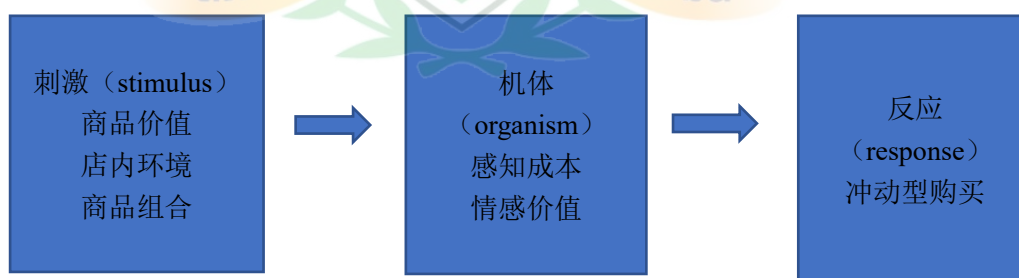 刺激（stimulus）
商品价值
店内环境
商品组合
机体
（organism）
感知成本
情感价值
反应
（response）
冲动型购买